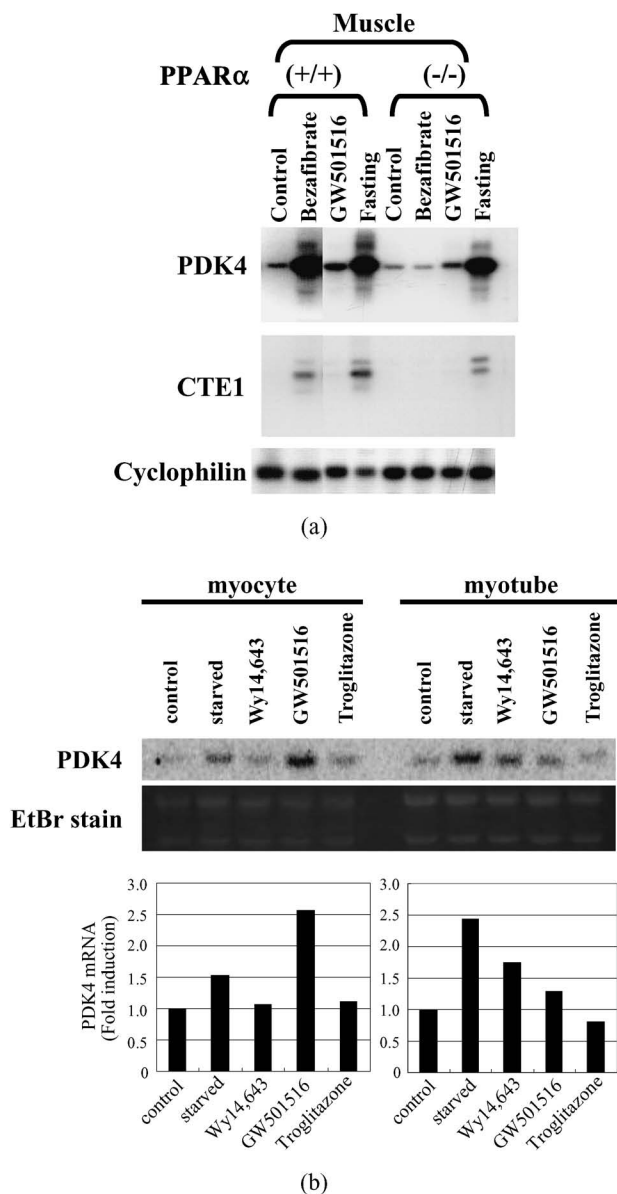 Muscle
PPARα (+/+) (-/-)
Control Bezafibrate GW501516 Fasting Control Bezafibrate GW501516 Fasting
PDK4
CTE1
Cyclophilin
(a)
myocyte myotube
control starved Wy14,643 GW501516 Troglitazone control starved Wy14,643 GW501516 Troglitazone
PDK4
EtBr stain
PDK4 mRNA
(Fold induction)
3.0 3.0
2.5 2.5
2.0 2.0
1.5 1.5
1.0 1.0
0.5 0.5
0 0
control starved Wy14,643 GW501516 Troglitazone control starved Wy14,643 GW501516 Troglitazone
(b)